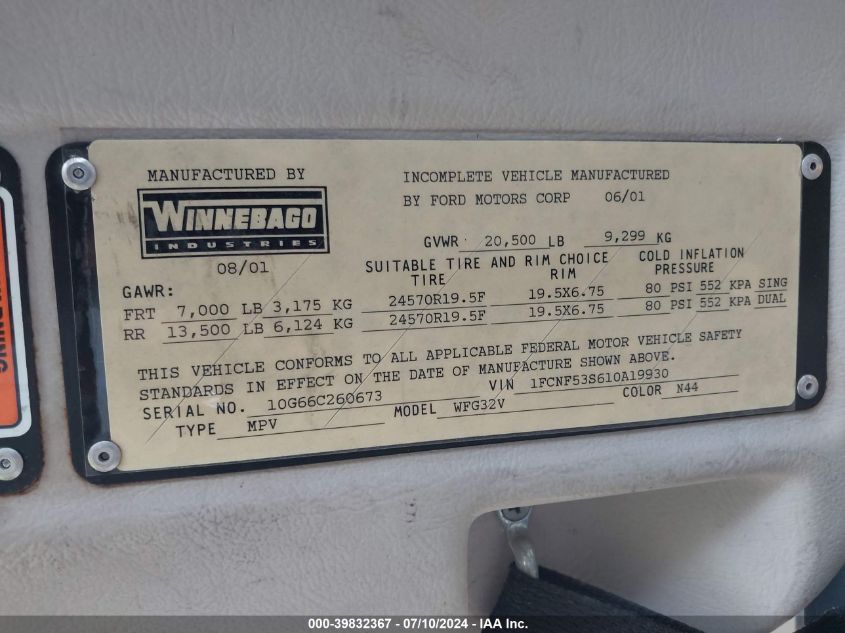 MANUFACTURED BY
WINNEBAGO
INDUSTRIES
08/01
INCOMPLETE VEHICLE MANUFACTURED
BY FORD MOTORS CORP 06/01
GVWR 20,500 LB 9,299 KG
SUITABLE TIRE AND RIM CHOICE COLD INFLATION
TIRE RIM PRESSURE
GAWR:
FRT 7,000 LB 3,175 KG 24570R19.5F 19.5X6.75 80 PSI 552 KPA SING
RR 13,500 LB 6,124 KG 24570R19.5F 19.5X6.75 80 PSI 552 KPA DUAL
THIS VEHICLE CONFORMS TO ALL APPLICABLE FEDERAL MOTOR VEHICLE SAFETY
STANDARDS IN EFFECT ON THE DATE OF MANUFACTURE SHOWN ABOVE.
SERIAL NO. 10G66C260673 VIN 1FCNF53S610A19930
TYPE MPV MODEL WFG32V COLOR N44
WARNING
000-39832367 - 07/10/2024 - © IAA Inc.